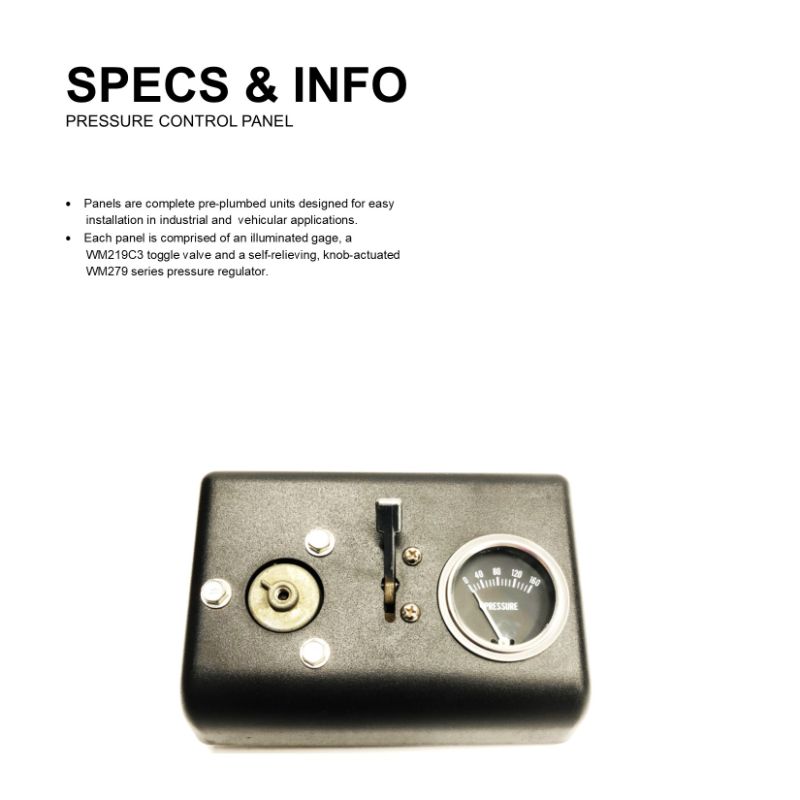 SPECS & INFO
PRESSURE CONTROL PANEL
• Panels are complete pre-plumbed units designed for easy
installation in industrial and vehicular applications.
• Each panel is comprised of an illuminated gage, a
WM219C3 toggle valve and a self-relieving, knob-actuated
WM279 series pressure regulator.
0 40 80 120 160
PRESSURE